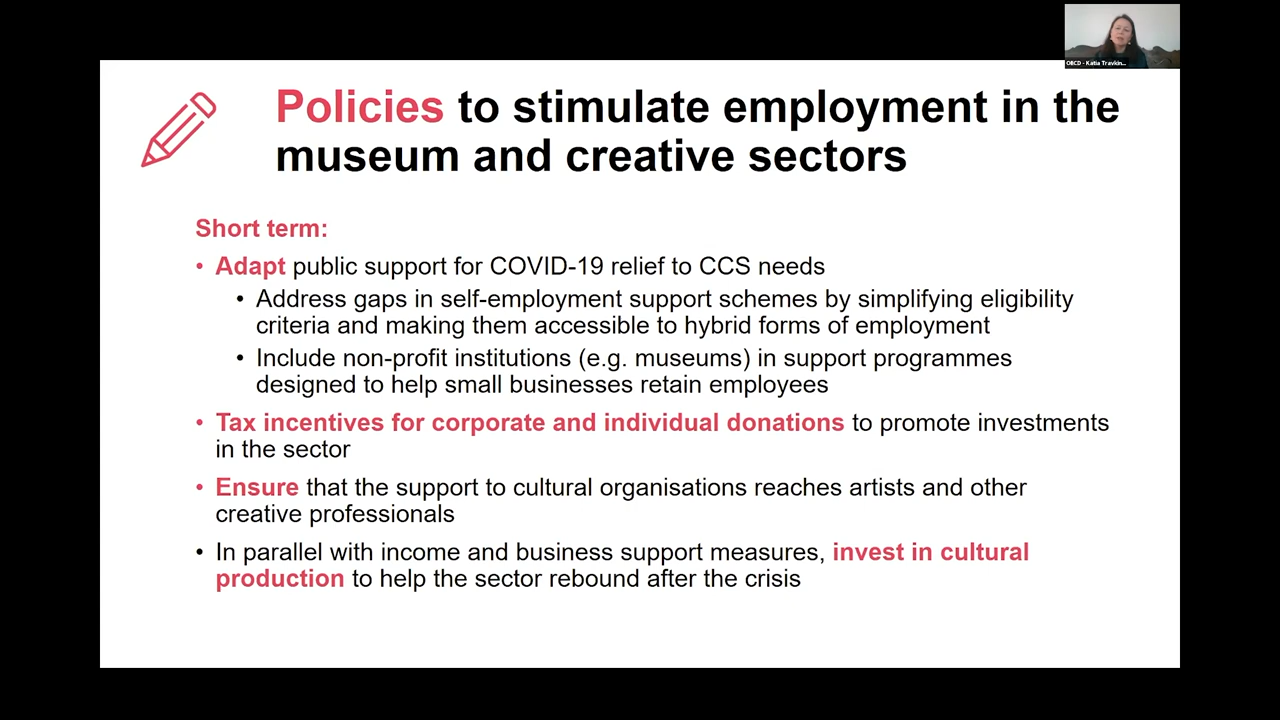 OECD - Katia Travkin...
Policies to stimulate employment in the
museum and creative sectors
Short term:
• Adapt public support for COVID-19 relief to CCS needs
• Address gaps in self-employment support schemes by simplifying eligibility
criteria and making them accessible to hybrid forms of employment
• Include non-profit institutions (e.g. museums) in support programmes
designed to help small businesses retain employees
• Tax incentives for corporate and individual donations to promote investments
in the sector
• Ensure that the support to cultural organisations reaches artists and other
creative professionals
• In parallel with income and business support measures, invest in cultural
production to help the sector rebound after the crisis